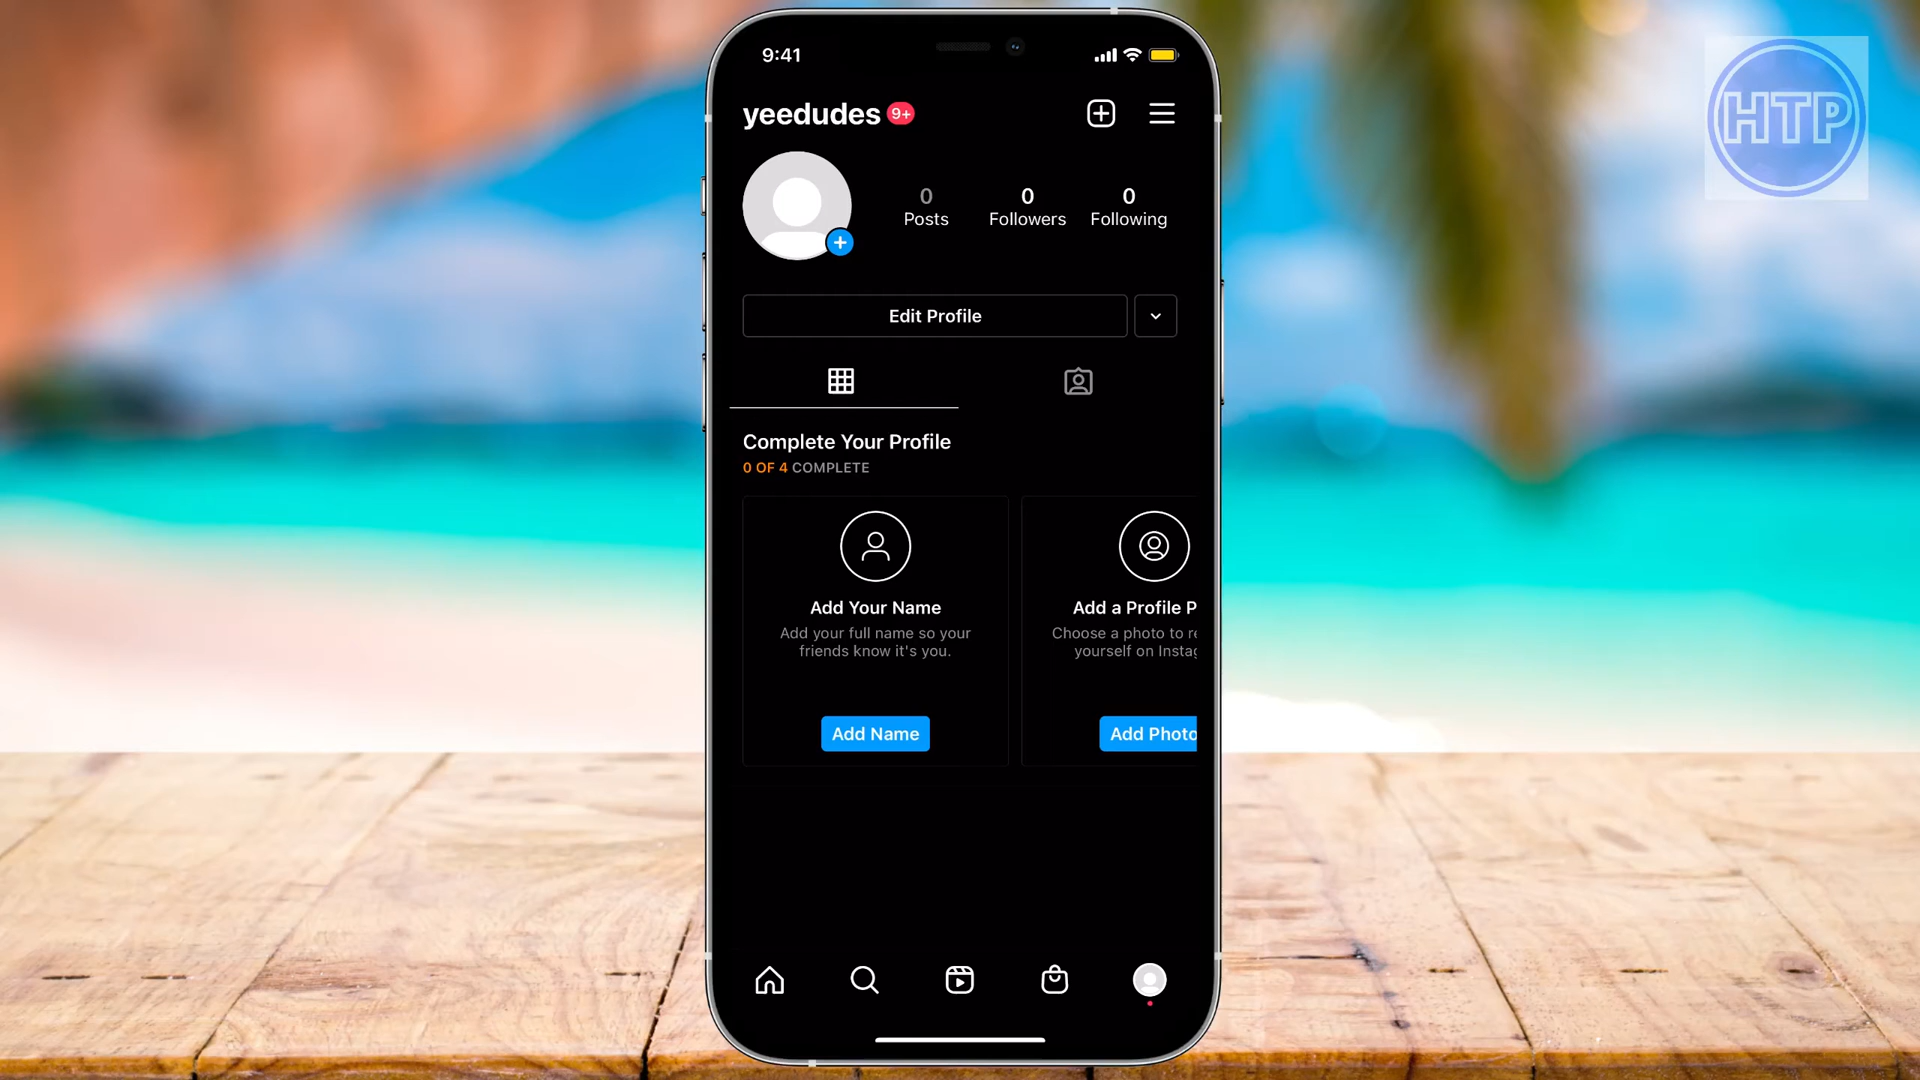 9:41
yeedudes 9+
HTP
0 0 0
Posts Followers Following
Edit Profile
Complete Your Profile
0 OF 4 COMPLETE
Add Your Name
Add your full name so your
friends know it's you.
Add Name
Add a Profile P
Choose a photo to re
yourself on Instag
Add Photo